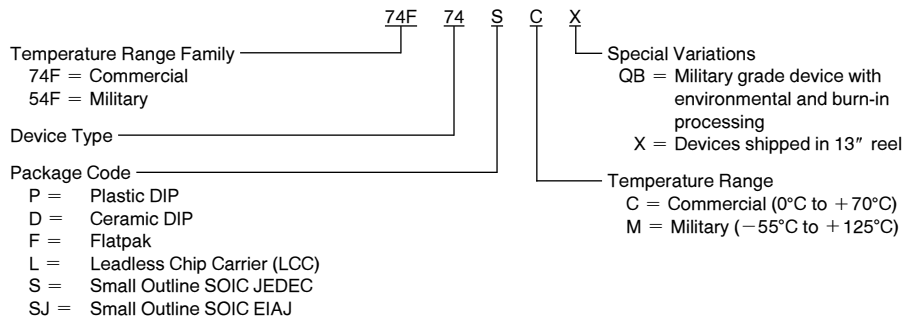 74F 74 S C X
Temperature Range Family
74F = Commercial
54F = Military
Device Type
Package Code
P = Plastic DIP
D = Ceramic DIP
F = Flatpak
L = Leadless Chip Carrier (LCC)
S = Small Outline SOIC JEDEC
SJ = Small Outline SOIC EIAJ
Special Variations
QB = Military grade device with
environmental and burn-in
processing
X = Devices shipped in 13″ reel
Temperature Range
C = Commercial (0°C to +70°C)
M = Military (−55°C to +125°C)